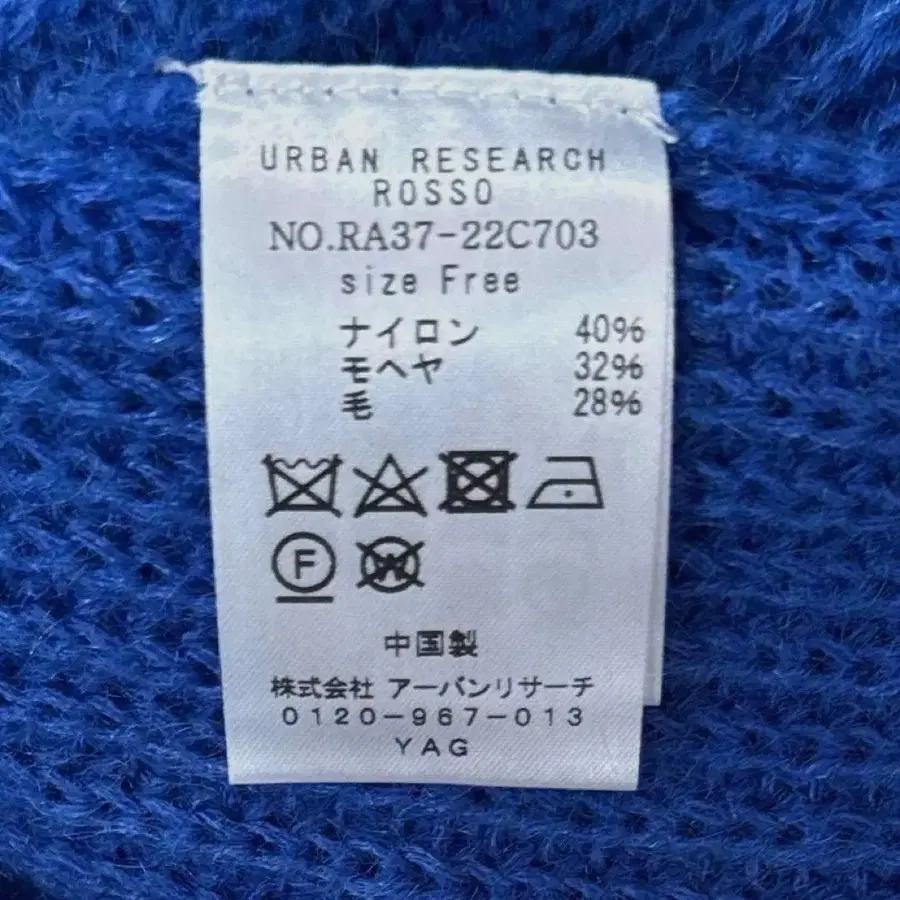 URBAN RESEARCH
ROSSO
NO.RA37-22C703
size Free
ナイロン 40%
モヘヤ 32%
毛 28%
F W
中国製
株式会社 アーバンリサーチ
0120-967-013
YAG